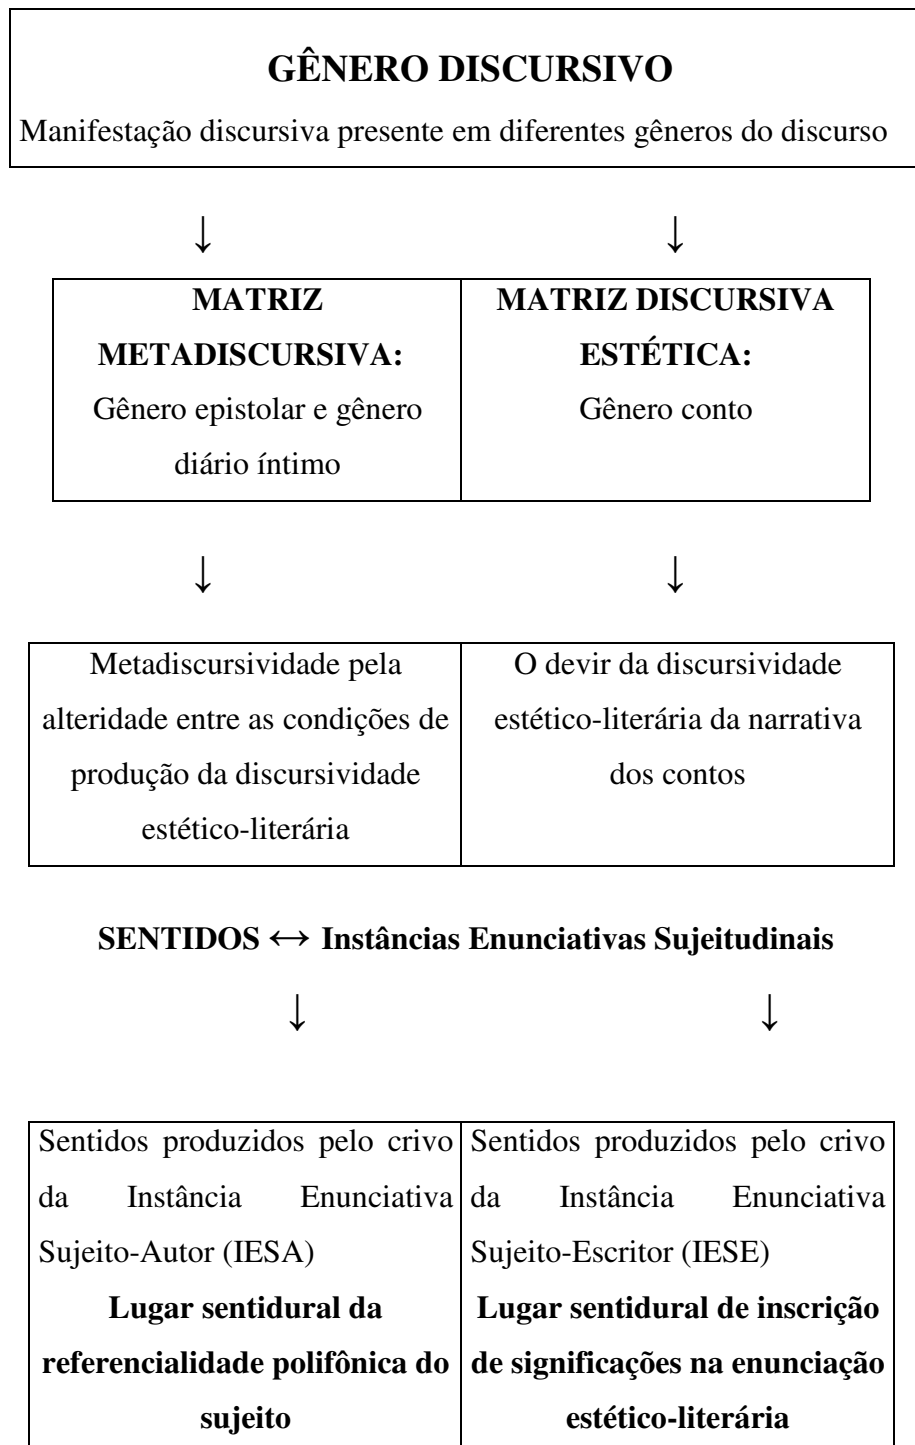 GÊNERO DISCURSIVO
Manifestação discursiva presente em diferentes gêneros do discurso
↓ ↓
MATRIZ
METADISCURSIVA:
Gênero epistolar e gênero
diário íntimo
MATRIZ DISCURSIVA
ESTÉTICA:
Gênero conto
↓ ↓
Metadiscursividade pela
alteridade entre as condições de
produção da discursividade
estético-literária
O devir da discursividade
estético-literária da narrativa
dos contos
SENTIDOS ↔ Instâncias Enunciativas Sujeitudinais
↓ ↓
Sentidos produzidos pelo crivo
da Instância Enunciativa
Sujeito-Autor (IESA)
Lugar sentidural da
referencialidade polifônica do
sujeito
Sentidos produzidos pelo crivo
da Instância Enunciativa
Sujeito-Escritor (IESE)
Lugar sentidural de inscrição
de significações na enunciação
estético-literária